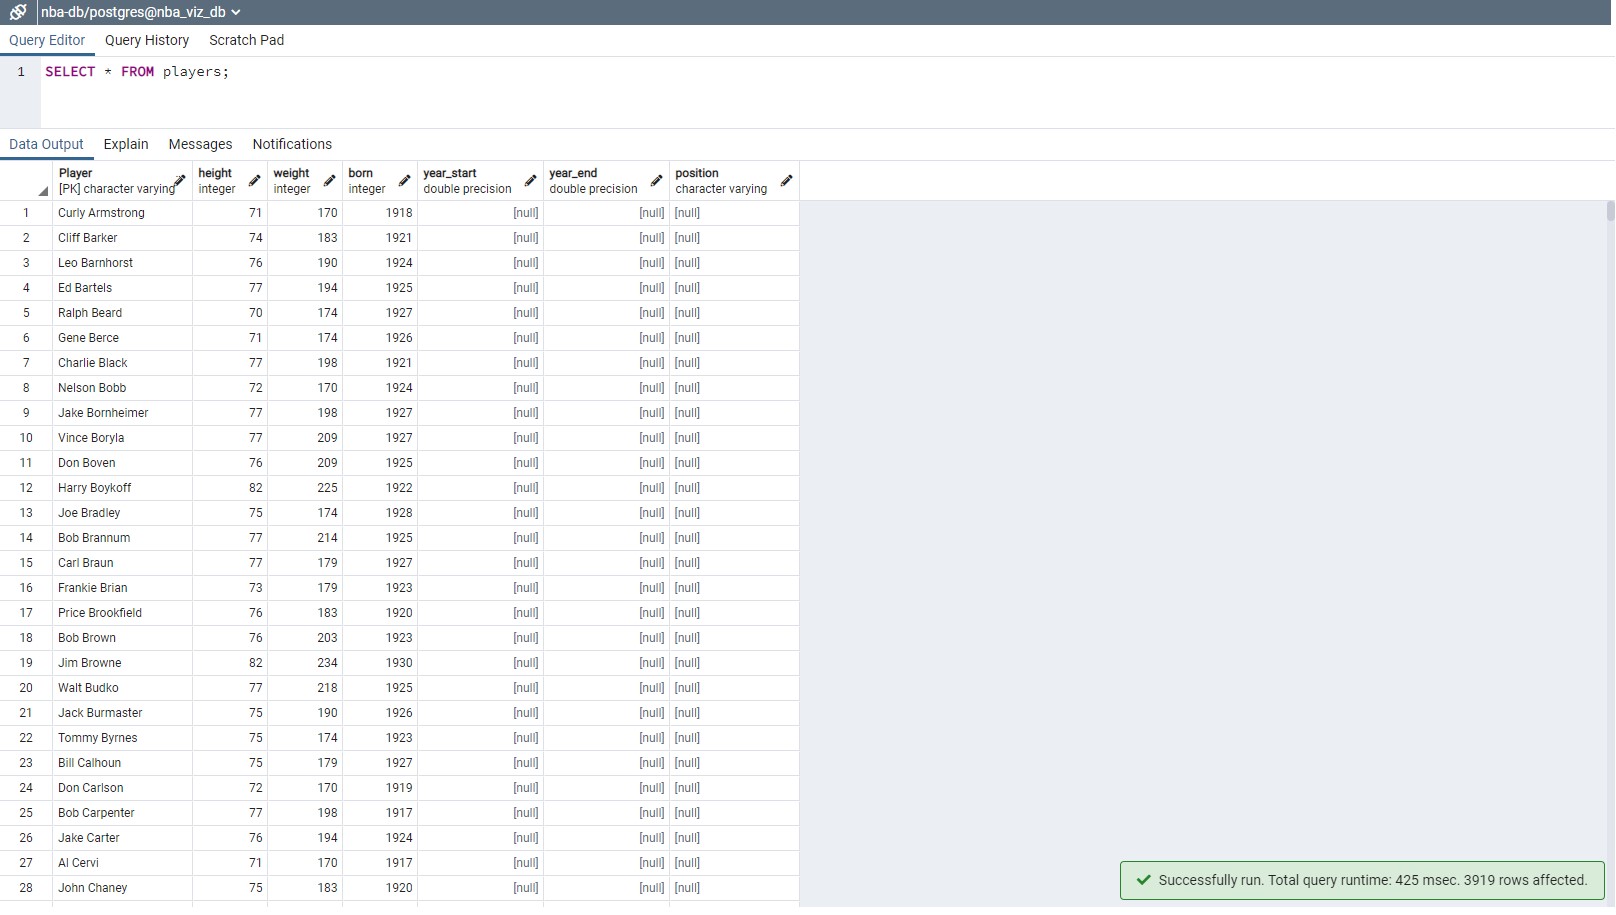 nba-db/postgres@nba_viz_db
Query Editor Query History Scratch Pad
1 SELECT * FROM players;
Data Output Explain Messages Notifications
Player height weight born year_start year_end position
[PK] character varying integer integer integer double precision double precision character varying
1 Curly Armstrong 71 170 1918 [null] [null] [null]
2 Cliff Barker 74 183 1921 [null] [null] [null]
3 Leo Barnhorst 76 190 1924 [null] [null] [null]
4 Ed Bartels 77 194 1925 [null] [null] [null]
5 Ralph Beard 70 174 1927 [null] [null] [null]
6 Gene Berce 71 174 1926 [null] [null] [null]
7 Charlie Black 77 198 1921 [null] [null] [null]
8 Nelson Bobb 72 170 1924 [null] [null] [null]
9 Jake Bornheimer 77 198 1927 [null] [null] [null]
10 Vince Boryla 77 209 1927 [null] [null] [null]
11 Don Boven 76 209 1925 [null] [null] [null]
12 Harry Boykoff 82 225 1922 [null] [null] [null]
13 Joe Bradley 75 174 1928 [null] [null] [null]
14 Bob Brannum 77 214 1925 [null] [null] [null]
15 Carl Braun 77 179 1927 [null] [null] [null]
16 Frankie Brian 73 179 1923 [null] [null] [null]
17 Price Brookfield 76 183 1920 [null] [null] [null]
18 Bob Brown 76 203 1923 [null] [null] [null]
19 Jim Browne 82 234 1930 [null] [null] [null]
20 Walt Budko 77 218 1925 [null] [null] [null]
21 Jack Burmaster 75 190 1926 [null] [null] [null]
22 Tommy Byrnes 75 174 1923 [null] [null] [null]
23 Bill Calhoun 75 179 1927 [null] [null] [null]
24 Don Carlson 72 170 1919 [null] [null] [null]
25 Bob Carpenter 77 198 1917 [null] [null] [null]
26 Jake Carter 76 194 1924 [null] [null] [null]
27 Al Cervi 71 170 1917 [null] [null] [null]
28 John Chaney 75 183 1920 [null] [null] [null]
Successfully run. Total query runtime: 425 msec. 3919 rows affected.